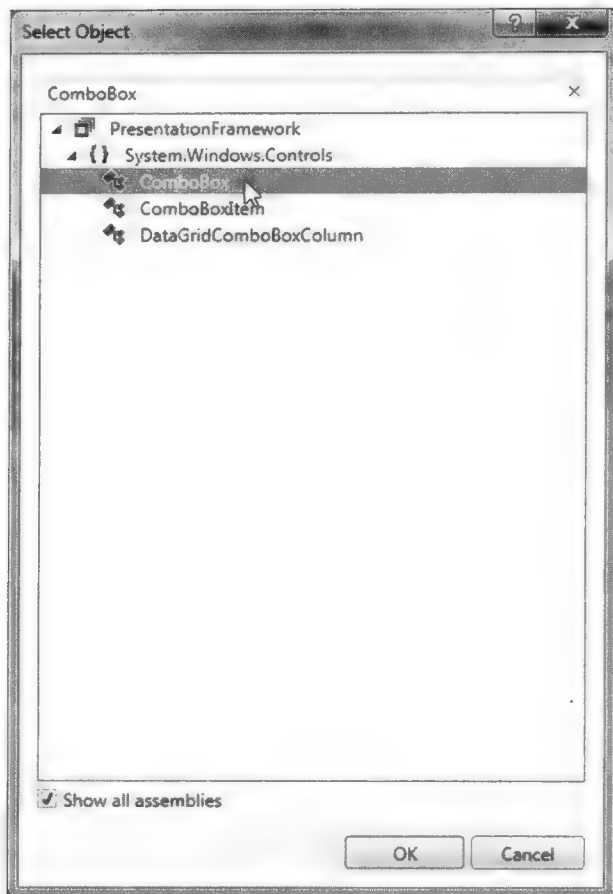 Select Object
ComboBox
PresentationFramework
{ } System.Windows.Controls
ComboBox
ComboBoxItem
DataGridComboBoxColumn
Show all assemblies
OK
Cancel